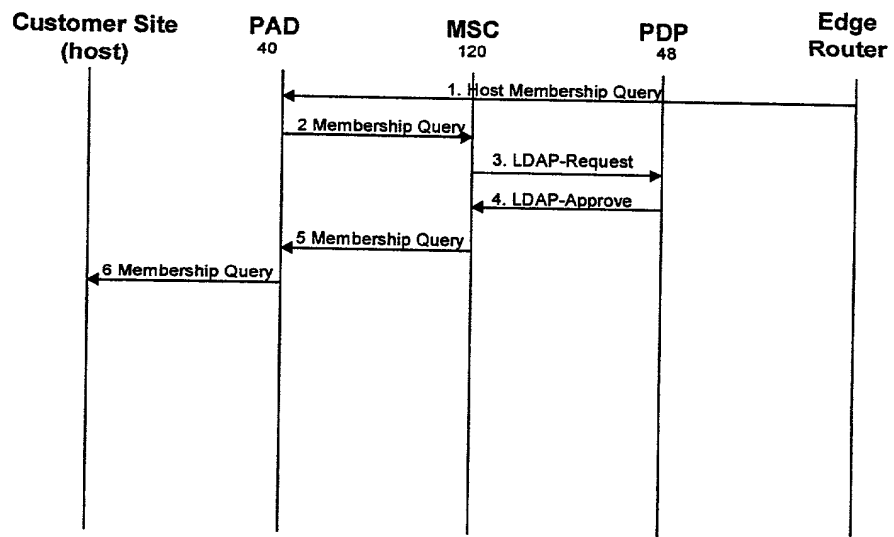 Customer Site
(host)
PAD
40
MSC
120
PDP
48
Edge
Router
1. Host Membership Query
2 Membership Query
3. LDAP-Request
4. LDAP-Approve
5 Membership Query
6 Membership Query